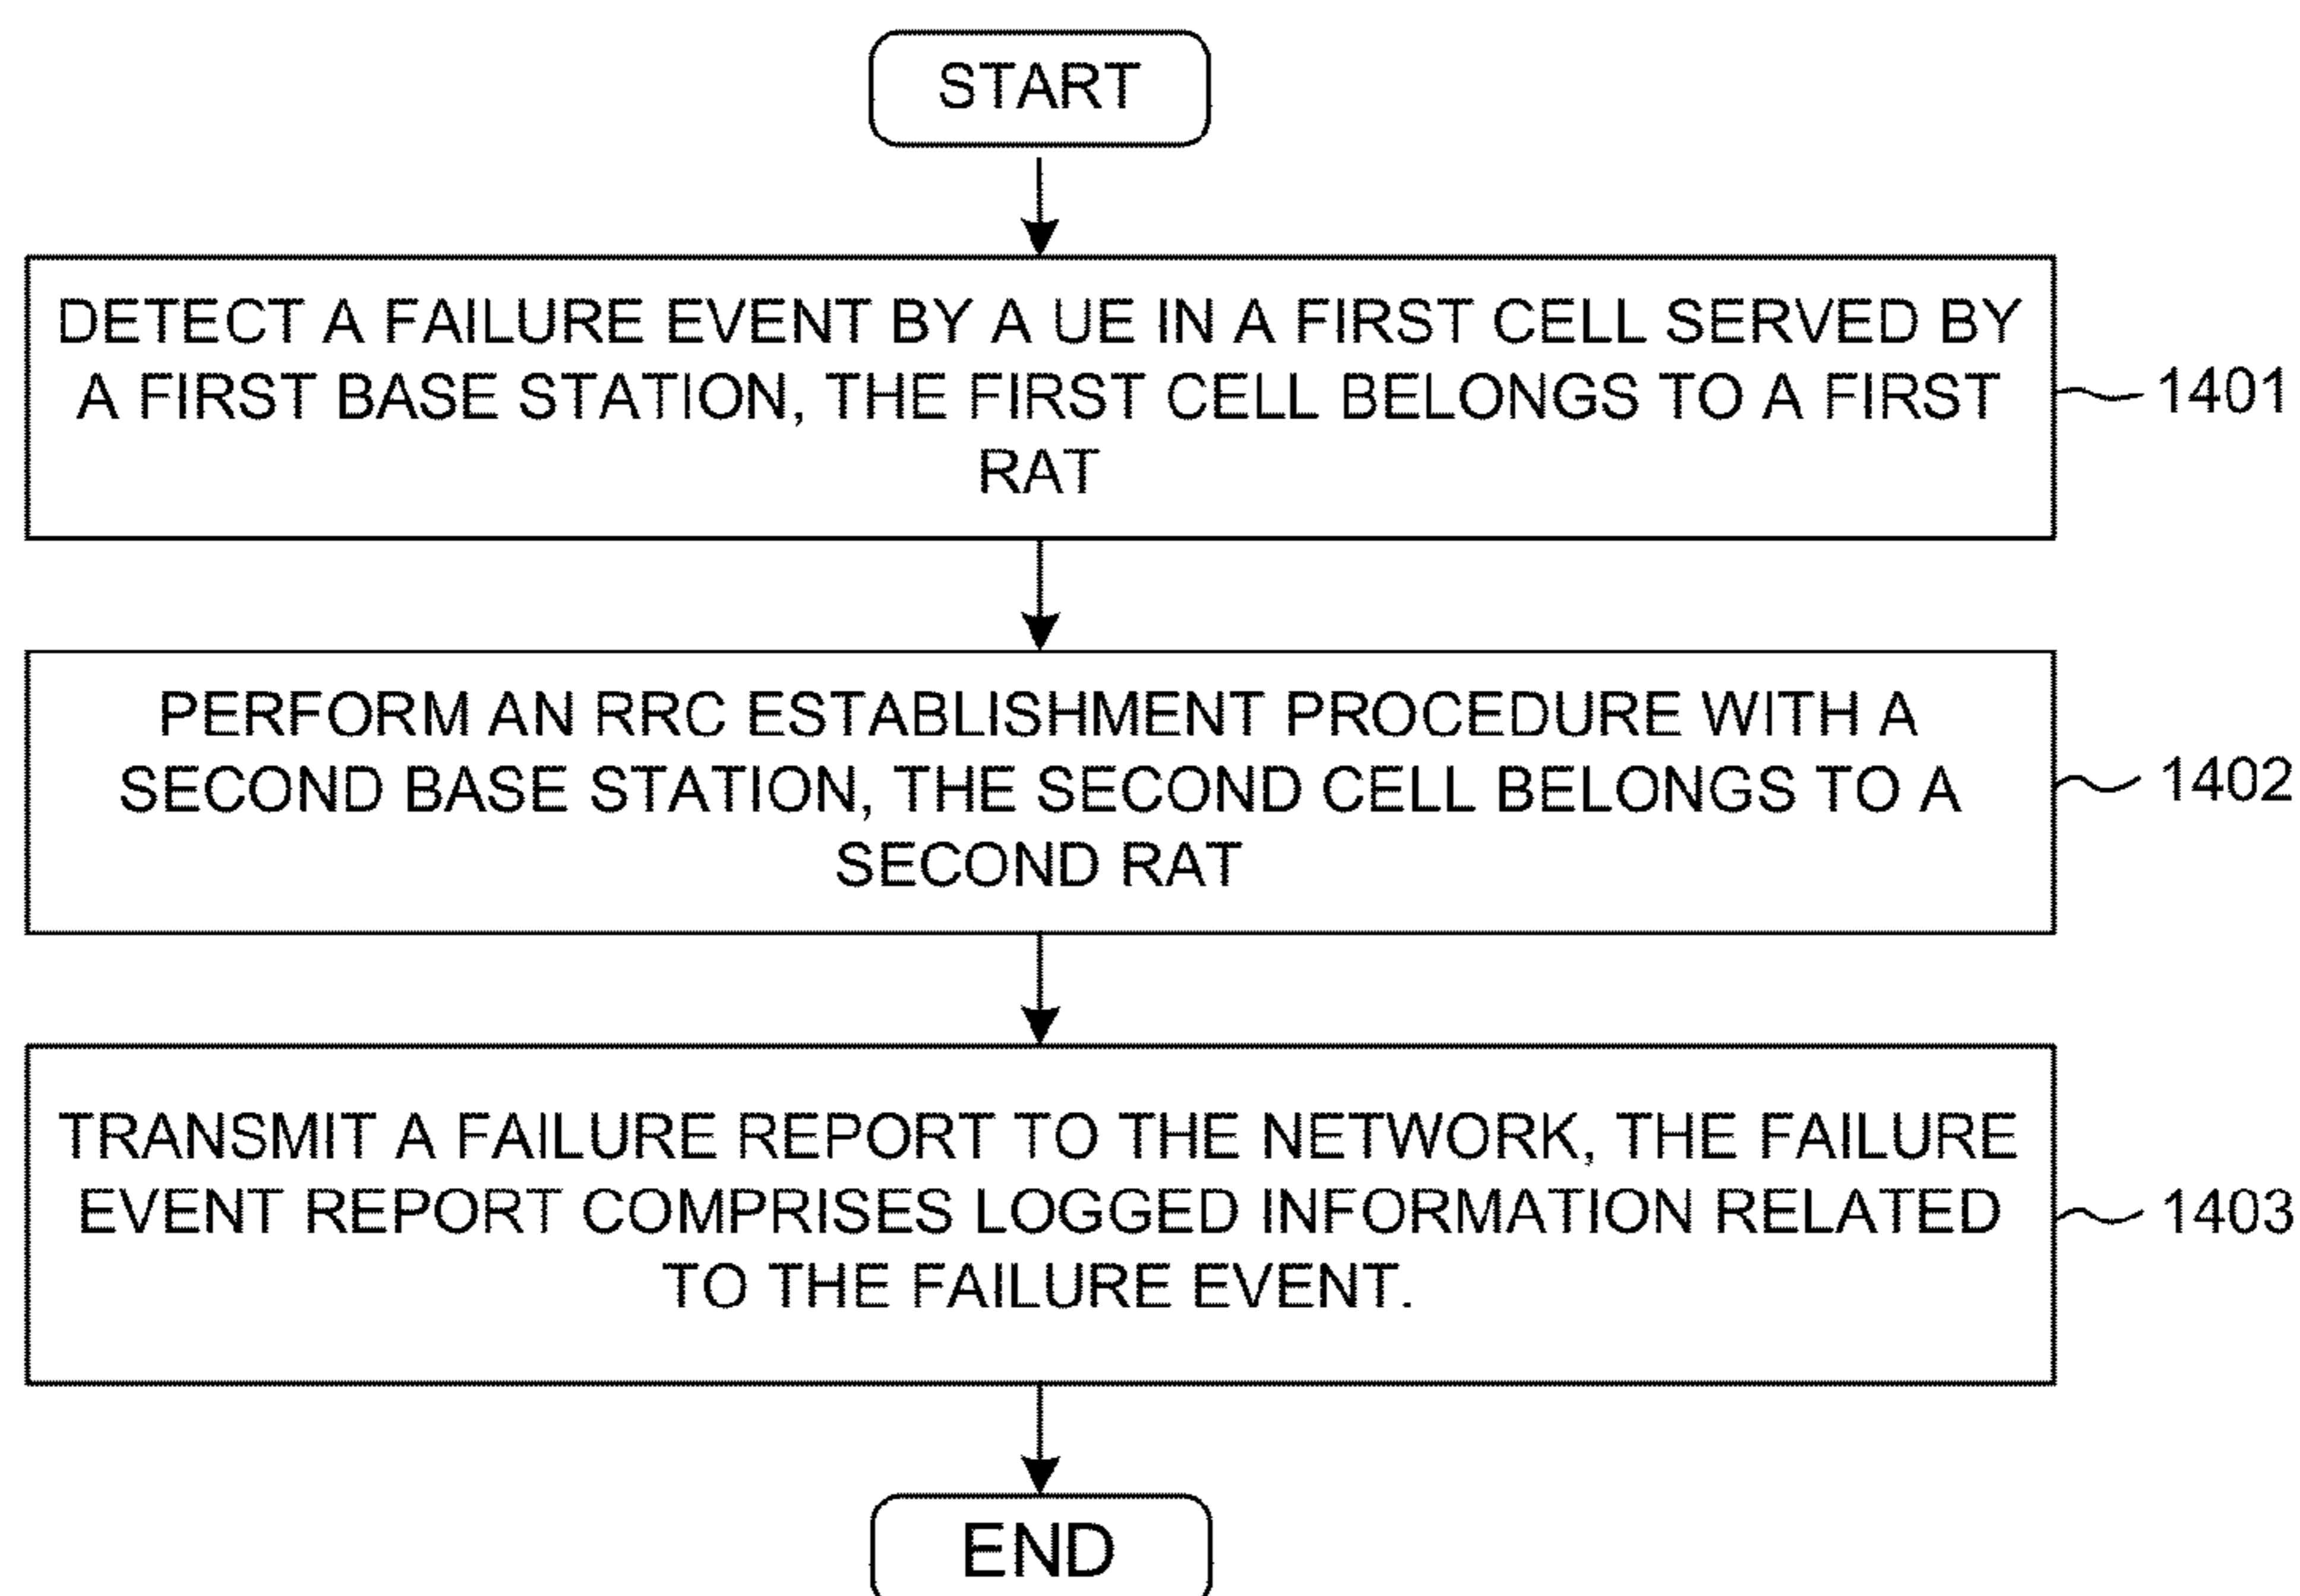 START
DETECT A FAILURE EVENT BY A UE IN A FIRST CELL SERVED BY
A FIRST BASE STATION, THE FIRST CELL BELONGS TO A FIRST
RAT
1401
PERFORM AN RRC ESTABLISHMENT PROCEDURE WITH A
SECOND BASE STATION, THE SECOND CELL BELONGS TO A
SECOND RAT
1402
TRANSMIT A FAILURE REPORT TO THE NETWORK, THE FAILURE
EVENT REPORT COMPRISES LOGGED INFORMATION RELATED
TO THE FAILURE EVENT.
1403
END